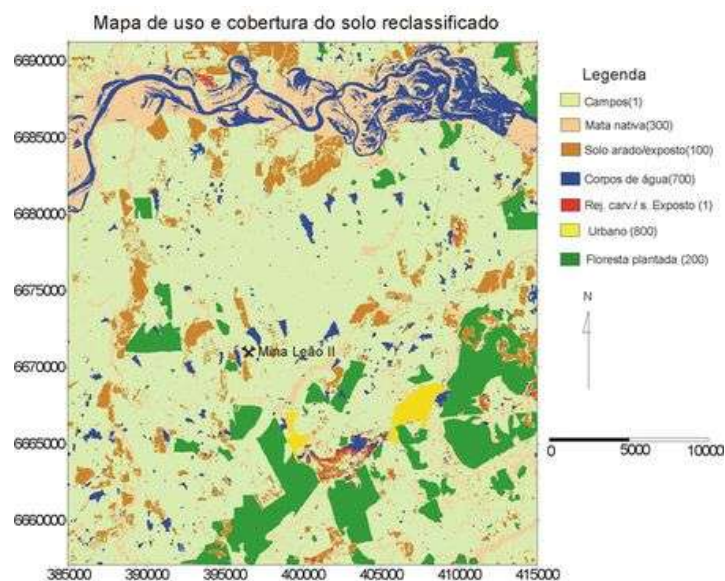 Mapa de uso e cobertura do solo reclassificado
6690000
6685000
6680000
6675000
6670000
6665000
6660000
385000 390000 395000 400000 405000 410000 415000
Mina Leão II
Legenda
Campos(1)
Mata nativa(300)
Solo arado/exposto(100)
Corpos de água(700)
Rej. carv./ s. Exposto (1)
Urbano (800)
Floresta plantada (200)
N
0 5000 10000